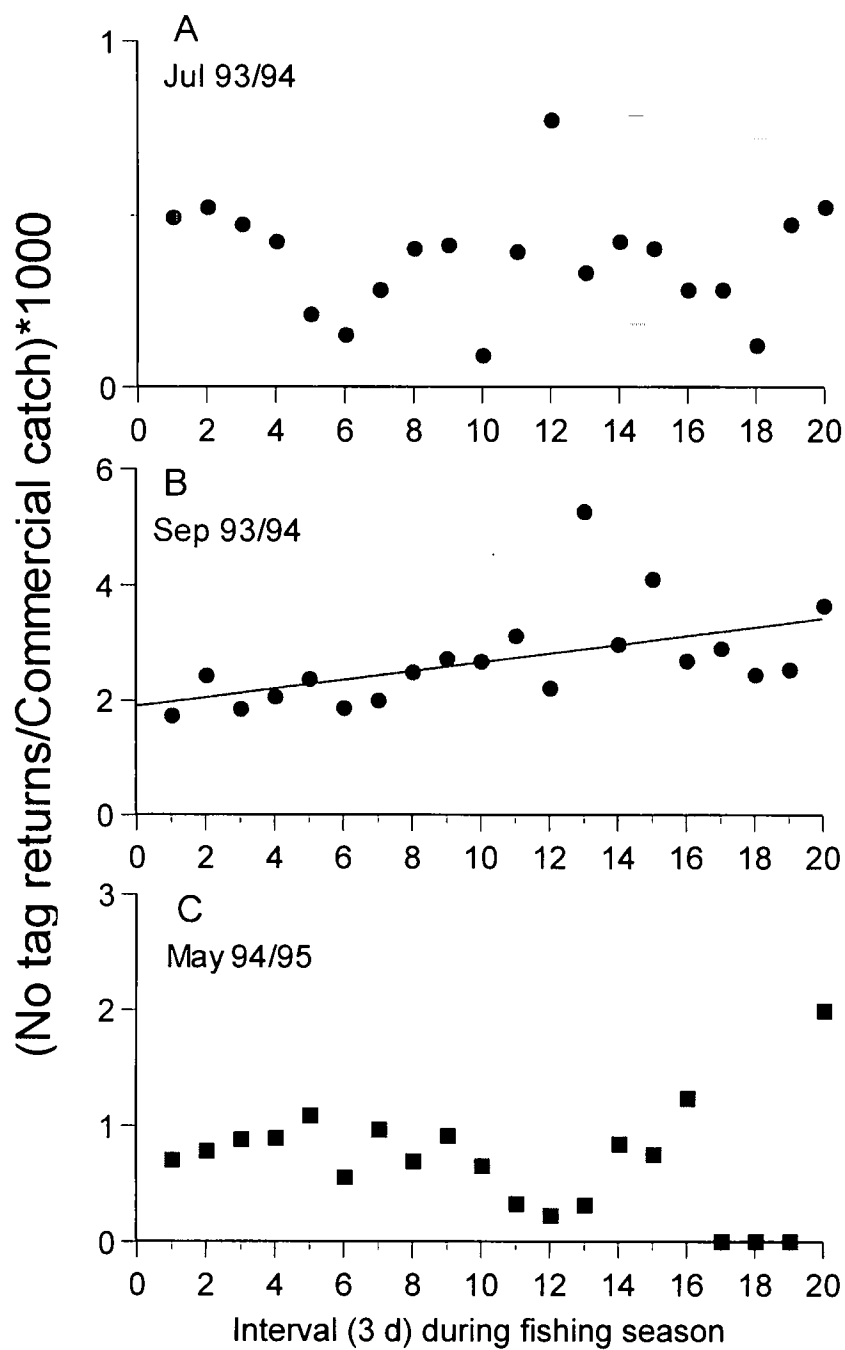 (No tag returns/Commercial catch)*1000
A
Jul 93/94
1
0
0 2 4 6 8 10 12 14 16 18 20
B
Sep 93/94
6
4
2
0
0 2 4 6 8 10 12 14 16 18 20
C
May 94/95
3
2
1
0
0 2 4 6 8 10 12 14 16 18 20
Interval (3 d) during fishing season